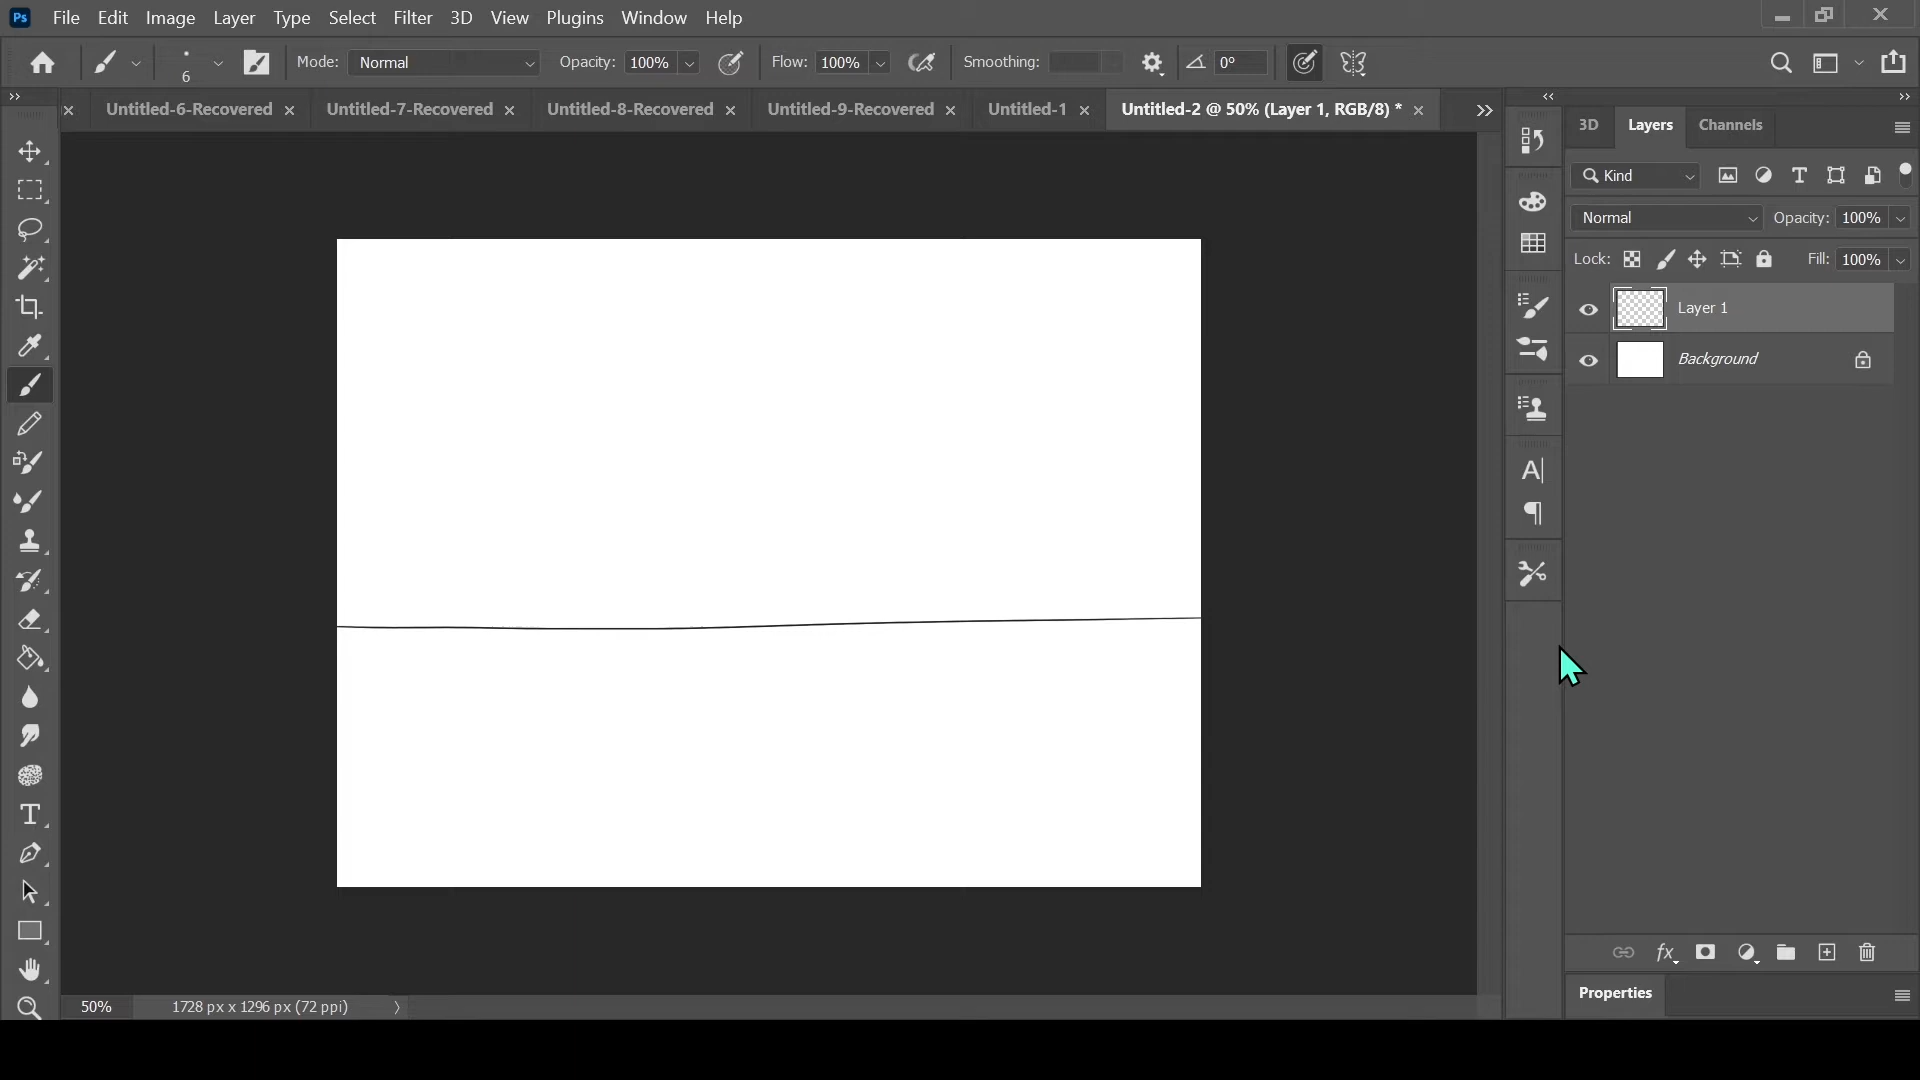 Ps File Edit Image Layer Type Select Filter 3D View Plugins Window Help
6 Mode: Normal Opacity: 100% Flow: 100% Smoothing: 0°
Untitled-6-Recovered Untitled-7-Recovered Untitled-8-Recovered Untitled-9-Recovered Untitled-1 Untitled-2 @ 50% (Layer 1, RGB/8) *
3D Layers Channels
Kind
Normal Opacity: 100%
Lock: Fill: 100%
Layer 1
Background
fx
Properties
50% 1728 px x 1296 px (72 ppi)